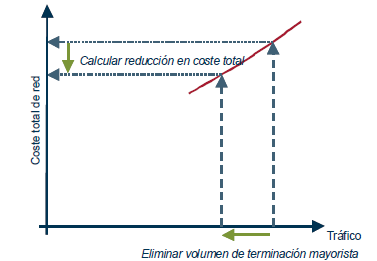 Calcular reducción en coste total
Coste total de red
Tráfico
Eliminar volumen de terminación mayorista